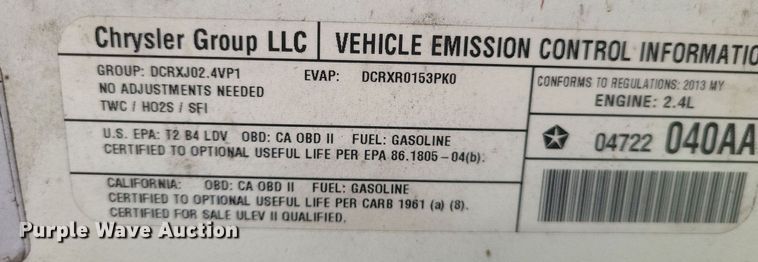 Chrysler Group LLC
VEHICLE EMISSION CONTROL INFORMATIO
GROUP: DCRXJ02.4VP1 EVAP: DCRXR0153PK0
NO ADJUSTMENTS NEEDED
TWC / HO2S / SFI
CONFORMS TO REGULATIONS: 2013 MY
ENGINE: 2.4L
U.S. EPA: T2 B4 LDV OBD: CA OBD II FUEL: GASOLINE
CERTIFIED TO OPTIONAL USEFUL LIFE PER EPA 86.1805-04(b).
04722 040AA
CALIFORNIA: OBD: CA OBD II FUEL: GASOLINE
CERTIFIED TO OPTIONAL USEFUL LIFE PER CARB 1961 (a) (8).
CERTIFIED FOR SALE ULEV II QUALIFIED.
Purple Wave Auction